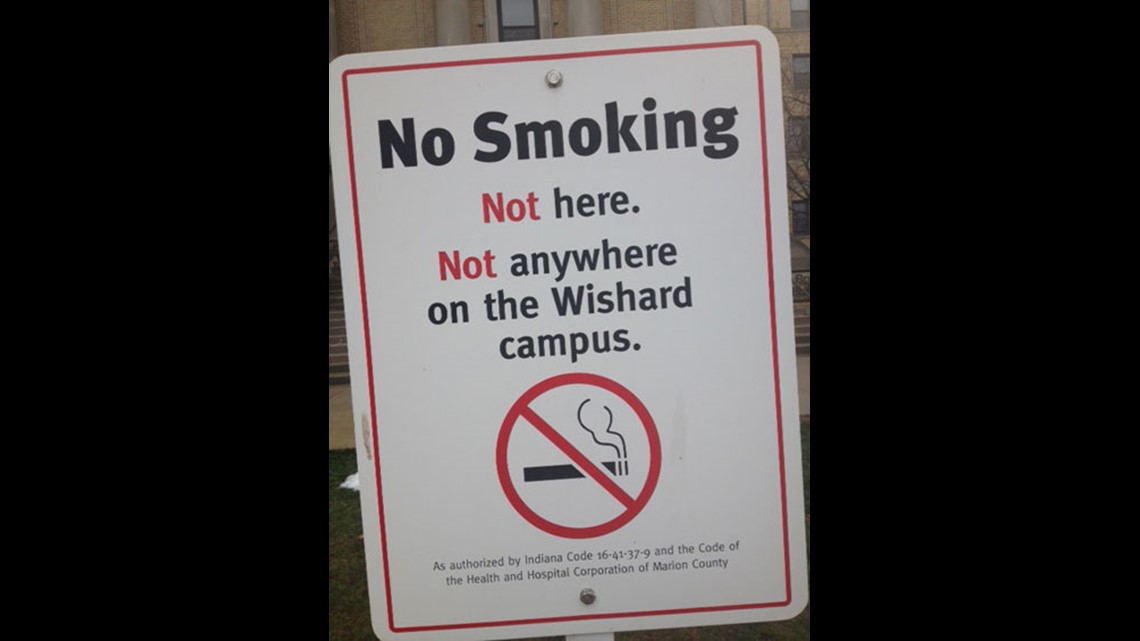 No Smoking
Not here.
Not anywhere
on the Wishard
campus.
As authorized by Indiana Code 16-41-37-9 and the Code of
the Health and Hospital Corporation of Marion County